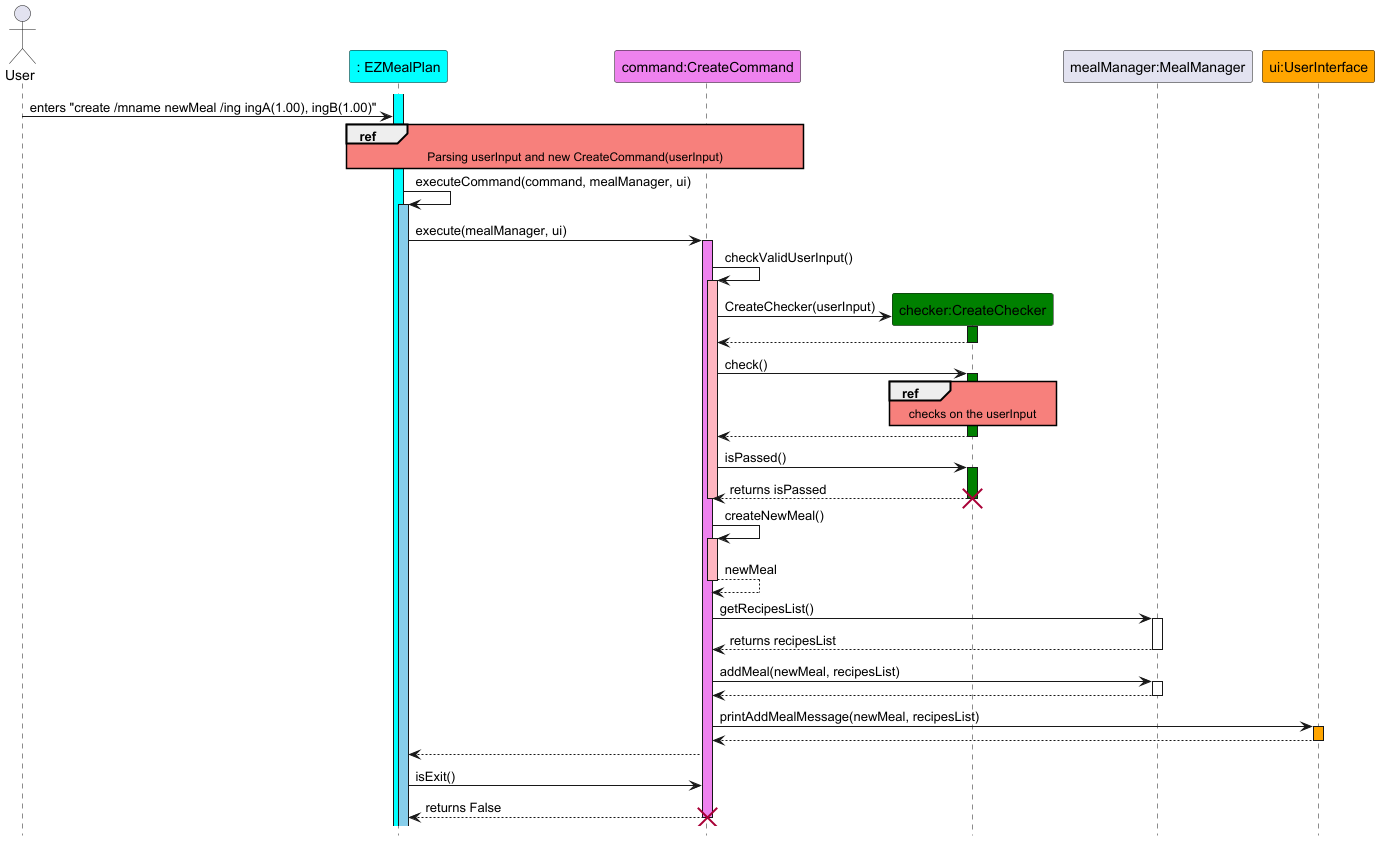 User
: EZMealPlan
command:CreateCommand
mealManager:MealManager
ui:UserInterface
enters "create /mname newMeal /ing ingA(1.00), ingB(1.00)"
ref
Parsing userInput and new CreateCommand(userInput)
executeCommand(command, mealManager, ui)
execute(mealManager, ui)
checkValidUserInput()
CreateChecker(userInput)
checker:CreateChecker
check()
ref
checks on the userInput
isPassed()
returns isPassed
createNewMeal()
newMeal
getRecipesList()
returns recipesList
addMeal(newMeal, recipesList)
printAddMealMessage(newMeal, recipesList)
isExit()
returns False